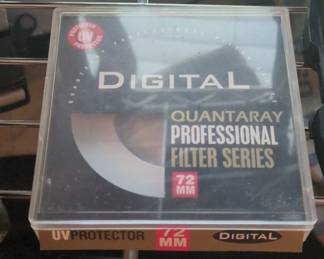 UV
DIGITAL
QUANTARAY
PROFESSIONAL
FILTER SERIES
72
MM
UV PROTECTOR
72
MM
DIGITAL